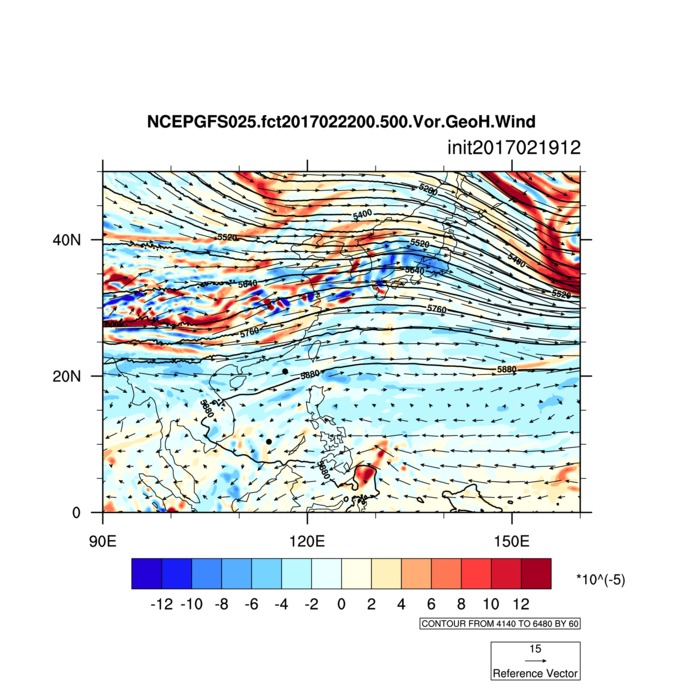 NCEPGFS025.fct2017022200.500.Vor.GeoH.Wind
init2017021912
5280
5400
5520
5520
40N
5400
5640
5640
5520
5760
5760
5880
5880
20N
5880
5880
0
90E 120E 150E
*10^(-5)
-12 -10 -8 -6 -4 -2 0 2 4 6 8 10 12
CONTOUR FROM 4140 TO 6480 BY 60
15
Reference Vector